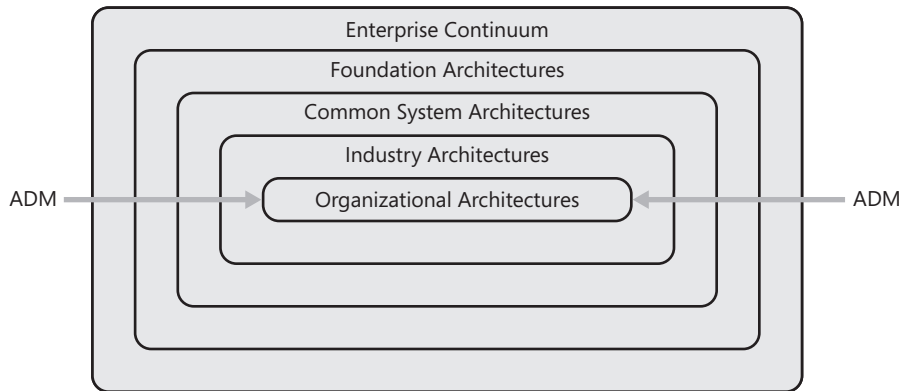 Enterprise Continuum
Foundation Architectures
Common System Architectures
Industry Architectures
ADM
Organizational Architectures
ADM